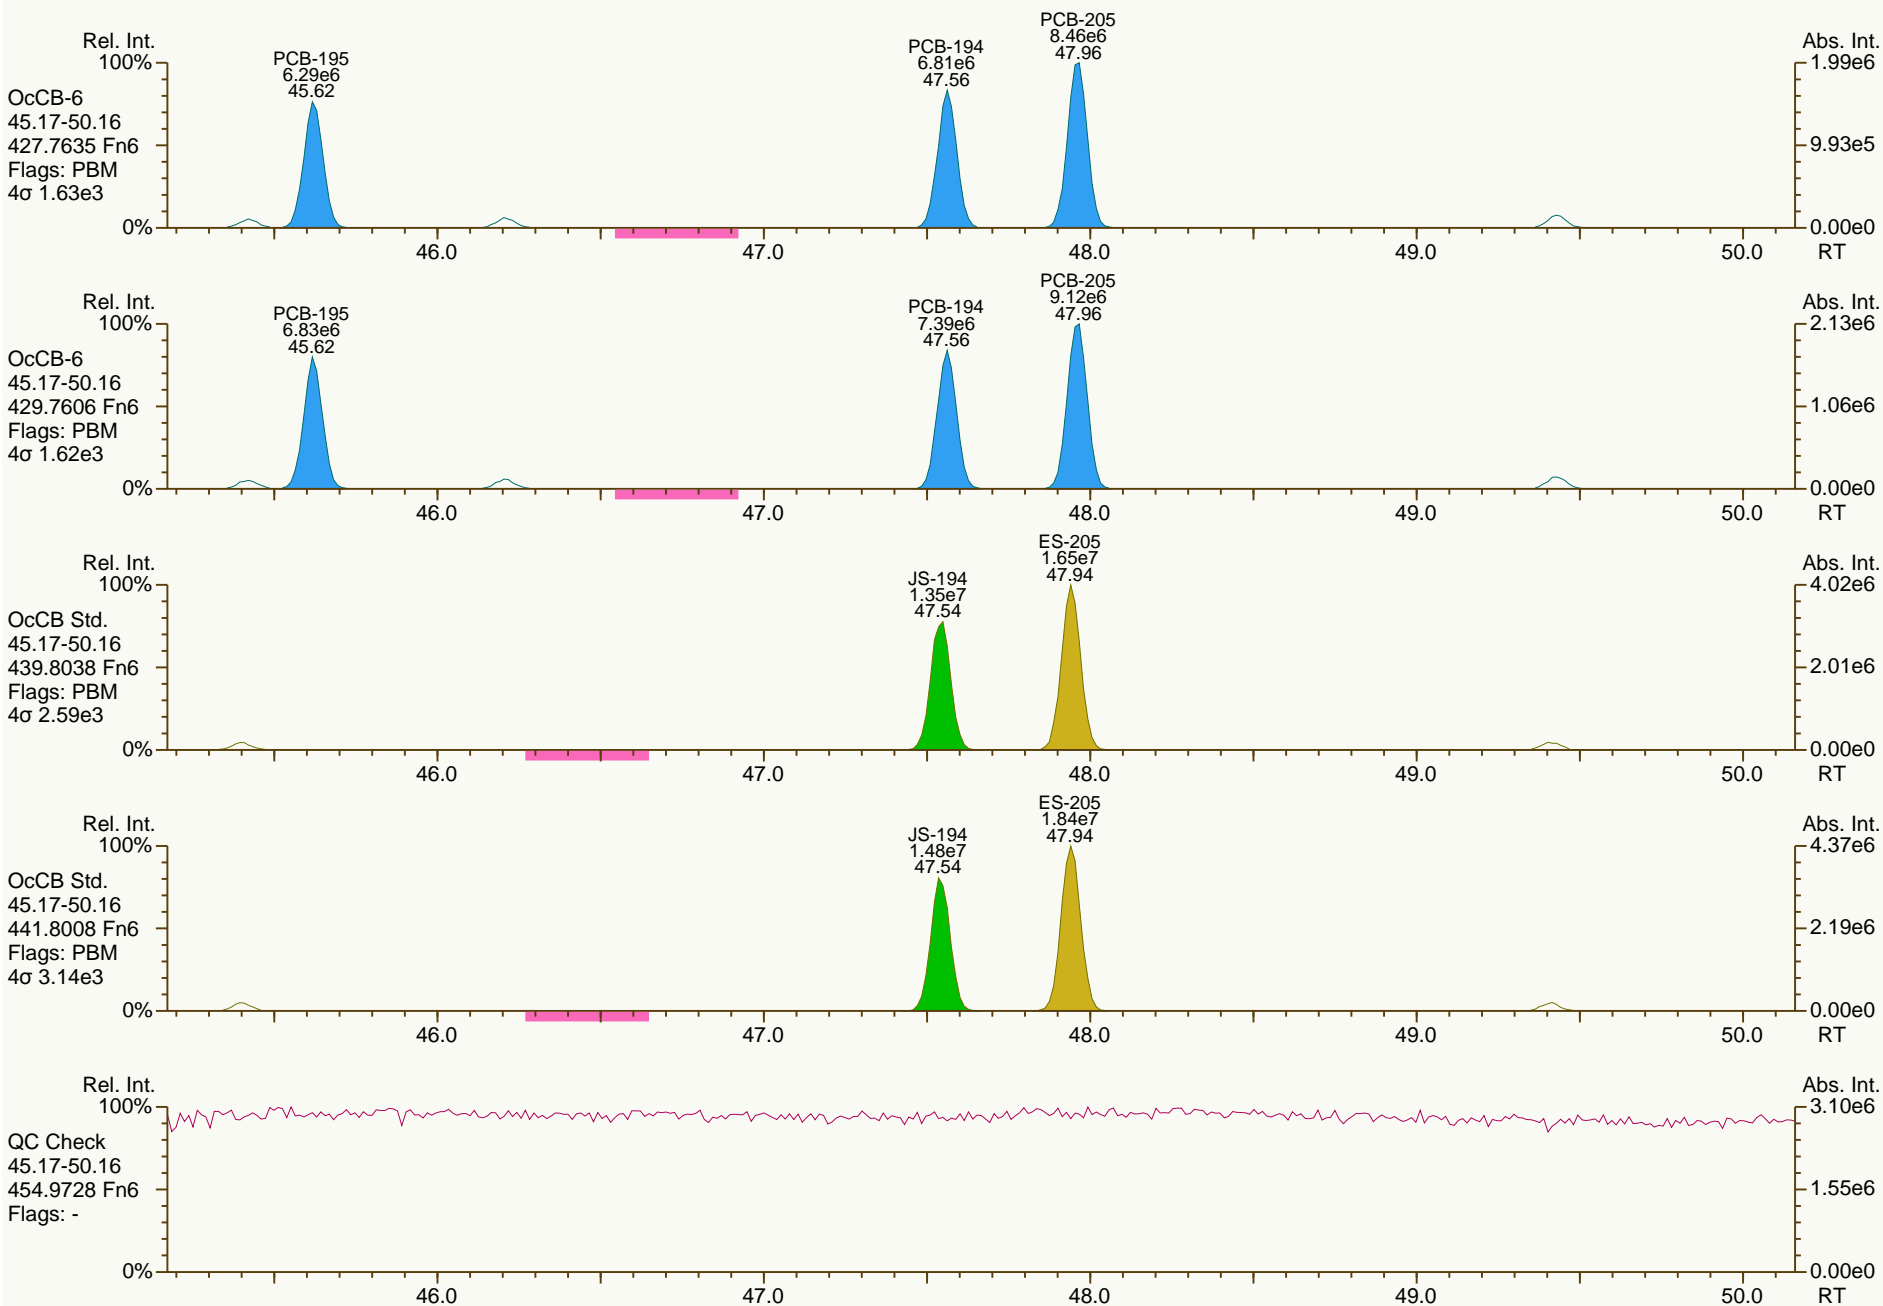 PCB-205
8.46e6
47.96
PCB-194
6.81e6
47.56
PCB-195
6.29e6
45.62
Rel. Int.
Abs. Int.
100%
1.99e6
OcCB-6
45.17-50.16
427.7635 Fn6
Flags: PBM
4σ 1.63e3
9.93e5
0%
0.00e0
46.0
47.0
48.0
49.0
50.0
RT
PCB-205
9.12e6
47.96
PCB-194
7.39e6
47.56
PCB-195
6.83e6
45.62
Rel. Int.
Abs. Int.
100%
2.13e6
OcCB-6
45.17-50.16
429.7606 Fn6
Flags: PBM
4σ 1.62e3
1.06e6
0%
0.00e0
46.0
47.0
48.0
49.0
50.0
RT
ES-205
1.65e7
47.94
JS-194
1.35e7
47.54
Rel. Int.
Abs. Int.
100%
4.02e6
OcCB Std.
45.17-50.16
439.8038 Fn6
Flags: PBM
4σ 2.59e3
2.01e6
0%
0.00e0
46.0
47.0
48.0
49.0
50.0
RT
ES-205
1.84e7
47.94
JS-194
1.48e7
47.54
Rel. Int.
Abs. Int.
100%
4.37e6
OcCB Std.
45.17-50.16
441.8008 Fn6
Flags: PBM
4σ 3.14e3
2.19e6
0%
0.00e0
46.0
47.0
48.0
49.0
50.0
RT
Rel. Int.
Abs. Int.
100%
3.10e6
QC Check
45.17-50.16
454.9728 Fn6
Flags: -
1.55e6
0%
0.00e0
46.0
47.0
48.0
49.0
50.0
RT